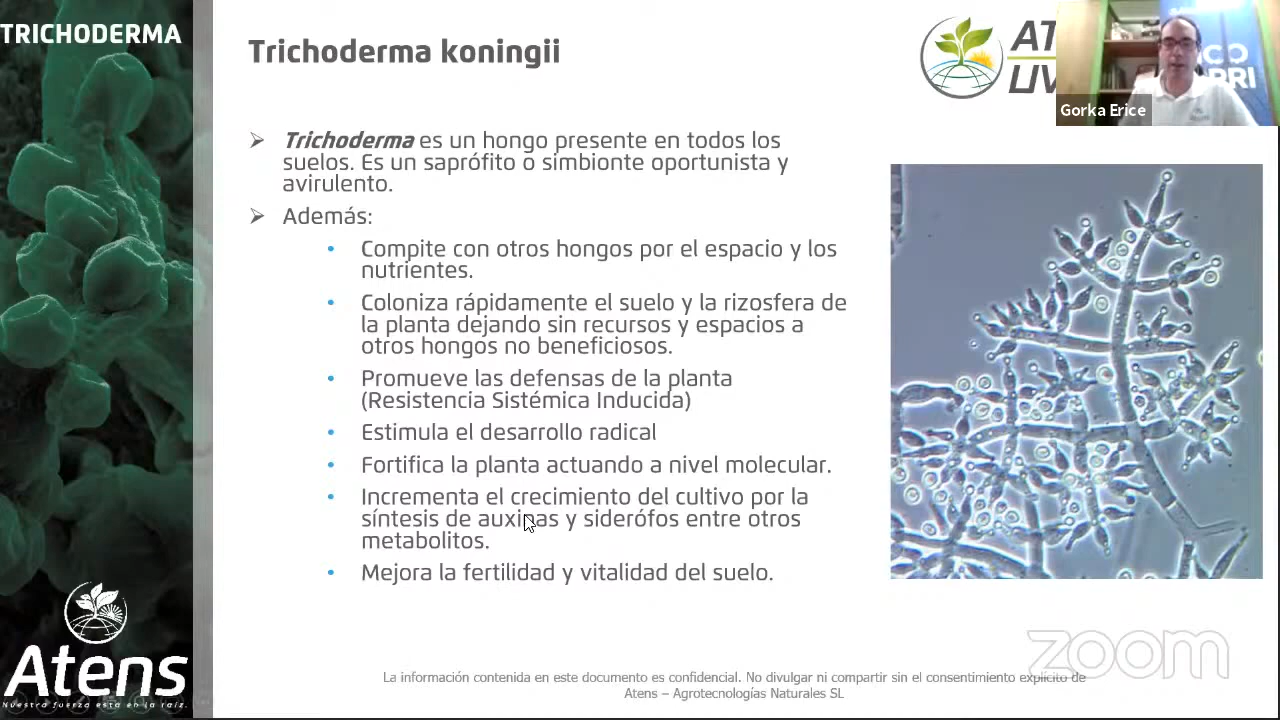 TRICHODERMA
Trichoderma koningii
AT
LIV
CO
RRI
Gorka Erice
Trichoderma es un hongo presente en todos los
suelos. Es un saprófito o simbionte oportunista y
avirulento.
Además:
Compite con otros hongos por el espacio y los
nutrientes.
Coloniza rápidamente el suelo y la rizosfera de
la planta dejando sin recursos y espacios a
otros hongos no beneficiosos.
Promueve las defensas de la planta
(Resistencia Sistémica Inducida)
Estimula el desarrollo radical
Fortifica la planta actuando a nivel molecular.
Incrementa el crecimiento del cultivo por la
síntesis de auxinas y siderófos entre otros
metabolitos.
Mejora la fertilidad y vitalidad del suelo.
Atens
Nuestra fuerza está en la raíz.
zoom
La información contenida en este documento es confidencial. No divulgar ni compartir sin el consentimiento explícito de
Atens – Agrotecnologías Naturales SL